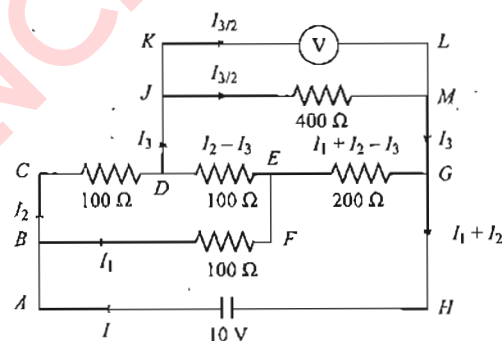 K I3/2 V L
J I3/2 M
400 Ω
I3 I2 – I3 E I1 + I2 – I3 I3
C D G
100 Ω 100 Ω 200 Ω
I2
B I1 F I1 + I2
100 Ω
A I H
10 V